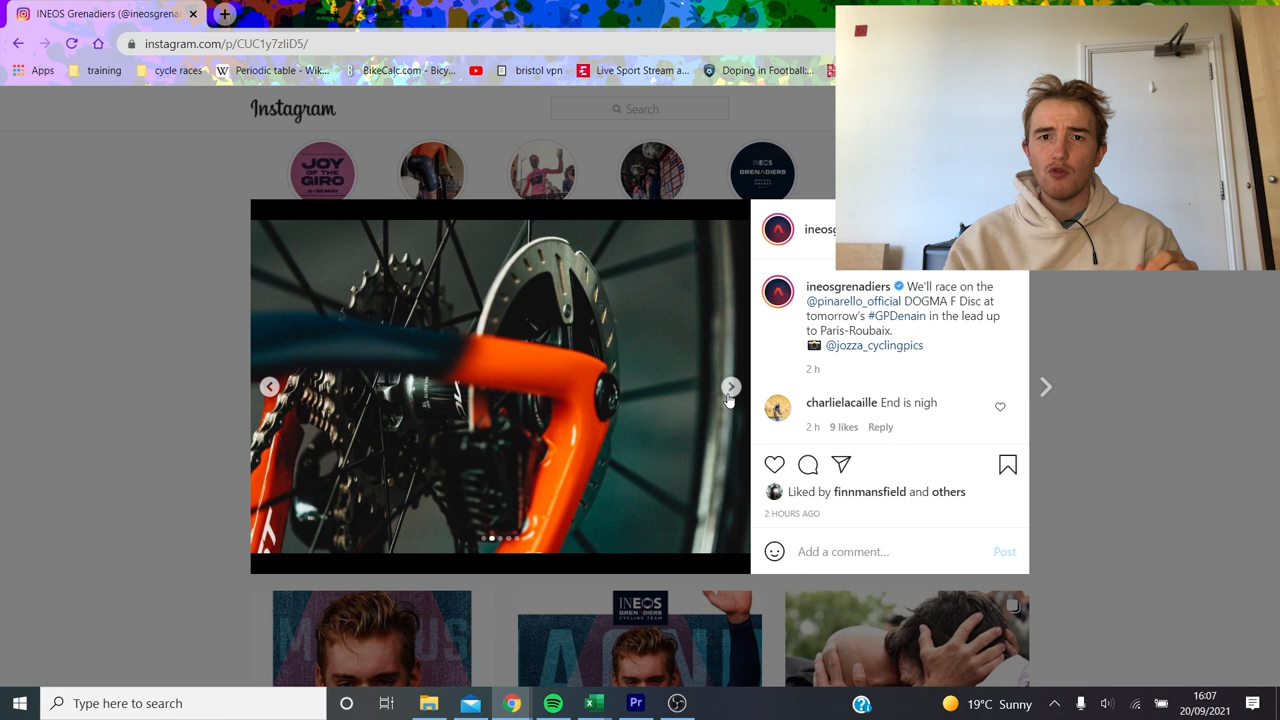 INEOS Grenadiers (@ineosgrena
instagram.com/p/CUC1y7zIiD5/
Apps training cycle races Periodic table - Wik... BikeCalc.com - Bicy... bristol vpn Live Sport Stream a... Doping in Football:...
Instagram
Search
JOY
OF THE
GIRO
INEOS
GRENADIERS
ineosg
ineosgrenadiers We'll race on the
@pinarello_official DOGMA F Disc at
tomorrow's #GPDenain in the lead up
to Paris-Roubaix.
@jozza_cyclingpics
2 h
charlielacaille End is nigh
2 h 9 likes Reply
Liked by finnmansfield and others
2 HOURS AGO
Add a comment...
Post
INEOS
GRENADIERS
CYCLING TEAM
Type here to search
19°C Sunny
16:07
20/09/2021